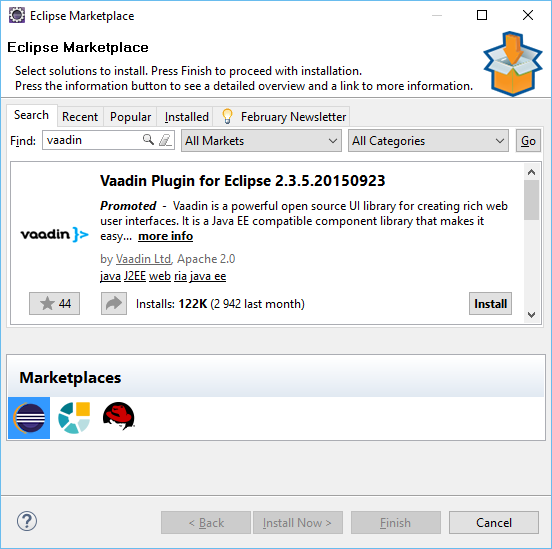 Eclipse Marketplace
Eclipse Marketplace
Select solutions to install. Press Finish to proceed with installation.
Press the information button to see a detailed overview and a link to more information.
Search Recent Popular Installed February Newsletter
Find: vaadin All Markets All Categories Go
Vaadin Plugin for Eclipse 2.3.5.20150923
Promoted - Vaadin is a powerful open source UI library for creating rich web
user interfaces. It is a Java EE compatible component library that makes it
easy... more info
vaadin }>
by Vaadin Ltd, Apache 2.0
java J2EE web ria java ee
44 Installs: 122K (2 942 last month) Install
Marketplaces
? < Back Install Now > Finish Cancel